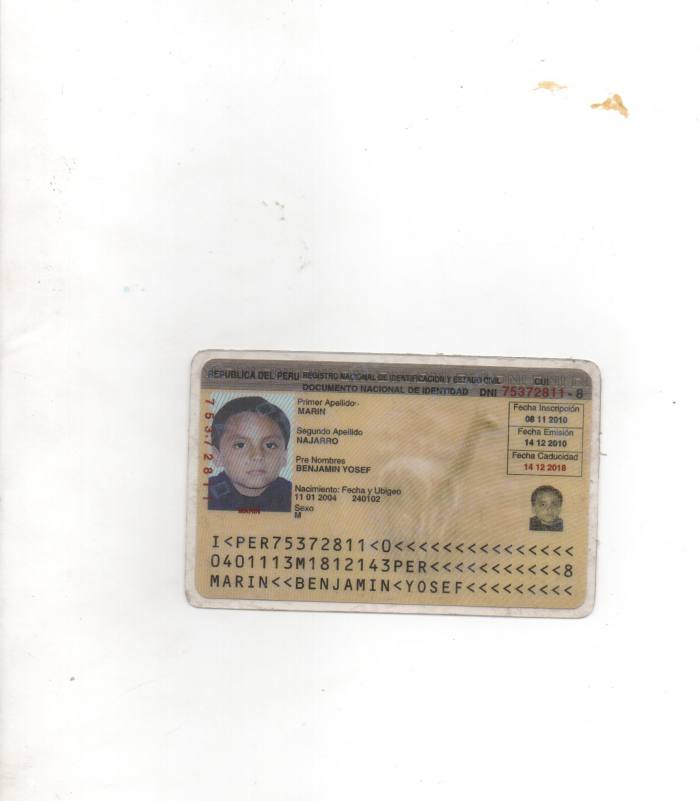 REPUBLICA DEL PERU REGISTRO NACIONAL DE IDENTIFICACION Y ESTADO CIVIL CUI
DOCUMENTO NACIONAL DE IDENTIDAD DNI 75372811 - 8
75372811
Primer Apellido
MARIN
Segundo Apellido
NAJARRO
Pre Nombres
BENJAMIN YOSEF
Nacimiento: Fecha y Ubigeo
11 01 2004 240102
Sexo
M
Fecha Inscripción
08 11 2010
Fecha Emisión
14 12 2010
Fecha Caducidad
14 12 2018
MARIN
I<PER75372811<0<<<<<<<<<<<<<<<
0401113M1812143PER<<<<<<<<<<<8
MARIN<<BENJAMIN<YOSEF<<<<<<<<<